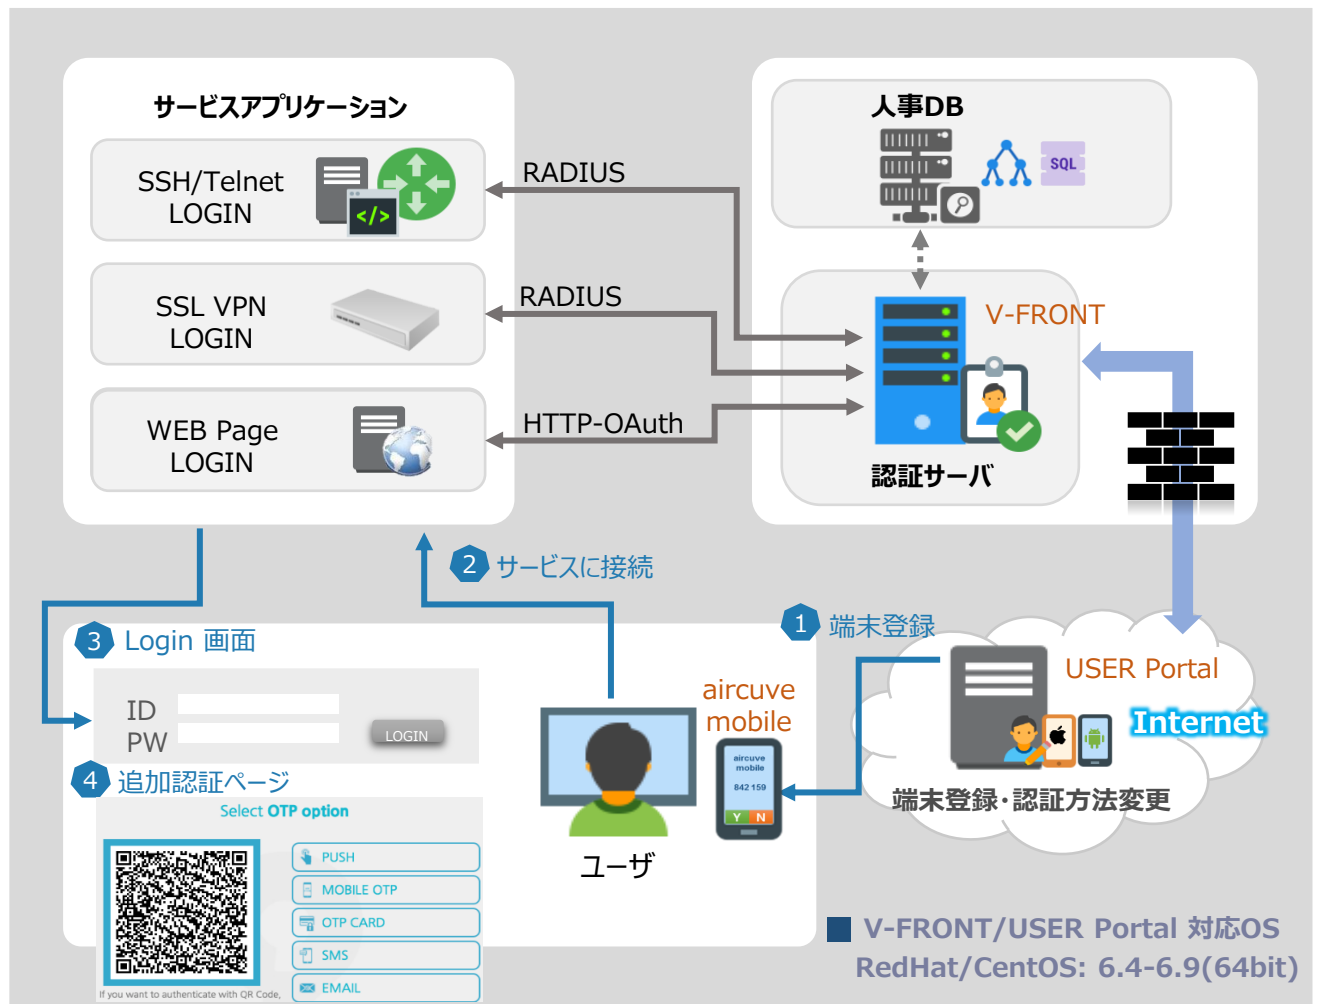 サービスアプリケーション
SSH/Telnet
LOGIN
</>
SSL VPN
LOGIN
WEB Page
LOGIN
RADIUS
RADIUS
HTTP-OAuth
人事DB
SQL
V-FRONT
認証サーバ
2 サービスに接続
1 端末登録
3 Login 画面
ID
PW
LOGIN
4 追加認証ページ
Select OTP option
PUSH
MOBILE OTP
OTP CARD
SMS
EMAIL
If you want to authenticate with QR Code,
aircuve
mobile
aircuve
mobile
842 159
Y N
ユーザ
USER Portal
Internet
端末登録・認証方法変更
V-FRONT/USER Portal 対応OS
RedHat/CentOS: 6.4-6.9(64bit)